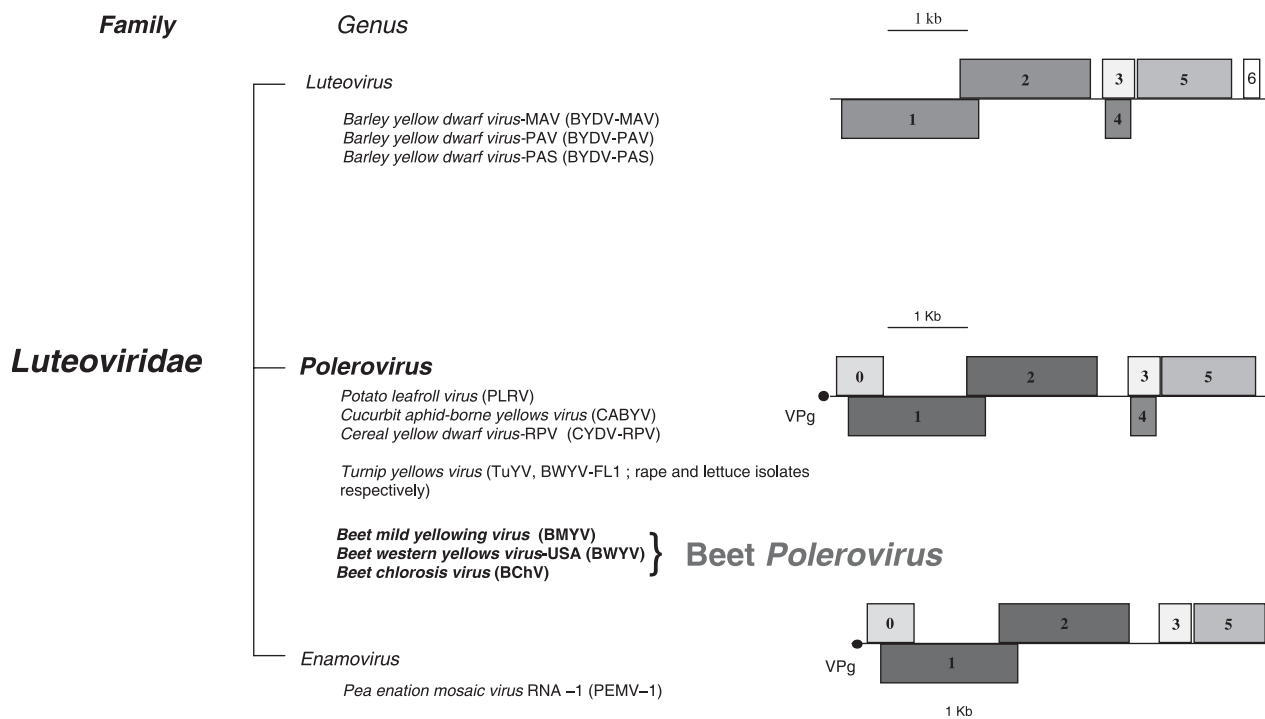 Family Genus 1 kb
Luteovirus
2 3 5 6
1 4
Barley yellow dwarf virus-MAV (BYDV-MAV)
Barley yellow dwarf virus-PAV (BYDV-PAV)
Barley yellow dwarf virus-PAS (BYDV-PAS)
1 Kb
Luteoviridae
Polerovirus
0 2 3 5
VPg 1 4
Potato leafroll virus (PLRV)
Cucurbit aphid-borne yellows virus (CABYV)
Cereal yellow dwarf virus-RPV (CYDV-RPV)
Turnip yellows virus (TuYV, BWYV-FL1 ; rape and lettuce isolates
respectively)
Beet mild yellowing virus (BMYV)
Beet western yellows virus-USA (BWYV)
Beet chlorosis virus (BChV)
} Beet Polerovirus
0 2 3 5
VPg 1
Enamovirus
Pea enation mosaic virus RNA –1 (PEMV–1)
1 Kb